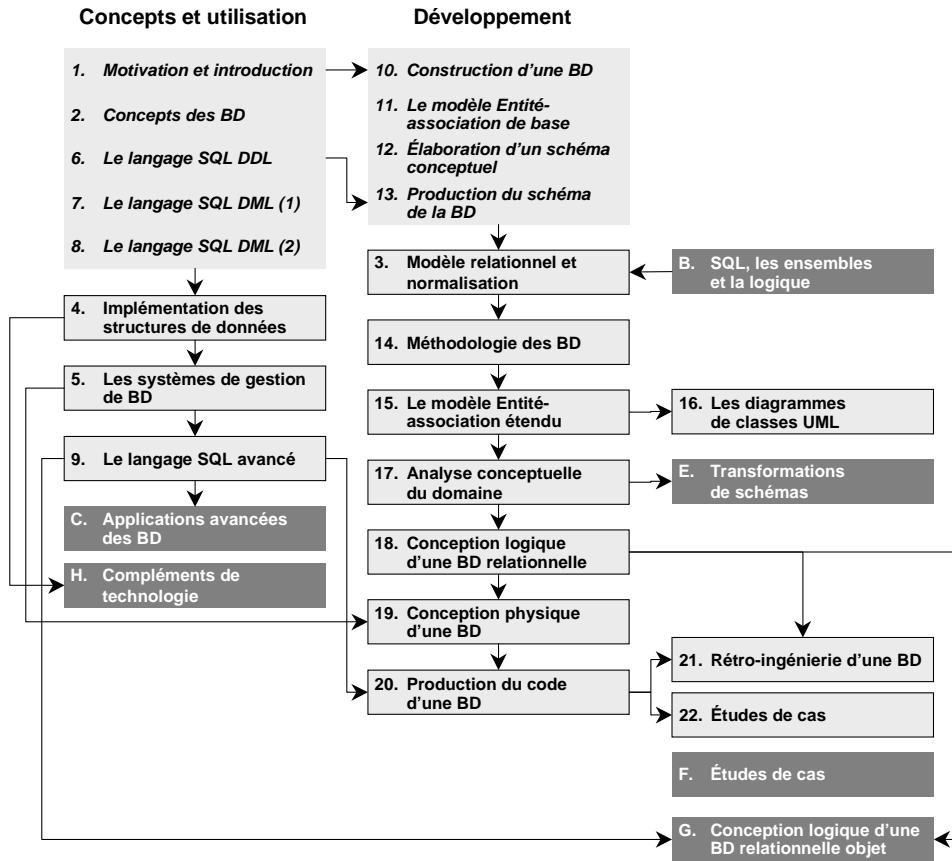 Concepts et utilisation
Développement
1. Motivation et introduction
2. Concepts des BD
6. Le langage SQL DDL
7. Le langage SQL DML (1)
8. Le langage SQL DML (2)
10. Construction d’une BD
11. Le modèle Entité-
association de base
12. Élaboration d’un schéma
conceptuel
13. Production du schéma
de la BD
3. Modèle relationnel et
normalisation
B. SQL, les ensembles
et la logique
4. Implémentation des
structures de données
14. Méthodologie des BD
5. Les systèmes de gestion
de BD
15. Le modèle Entité-
association étendu
16. Les diagrammes
de classes UML
9. Le langage SQL avancé
17. Analyse conceptuelle
du domaine
E. Transformations
de schémas
C. Applications avancées
des BD
18. Conception logique
d’une BD relationnelle
H. Compléments de
technologie
19. Conception physique
d’une BD
20. Production du code
d’une BD
21. Rétro-ingénierie d’une BD
22. Études de cas
F. Études de cas
G. Conception logique d’une
BD relationnelle objet